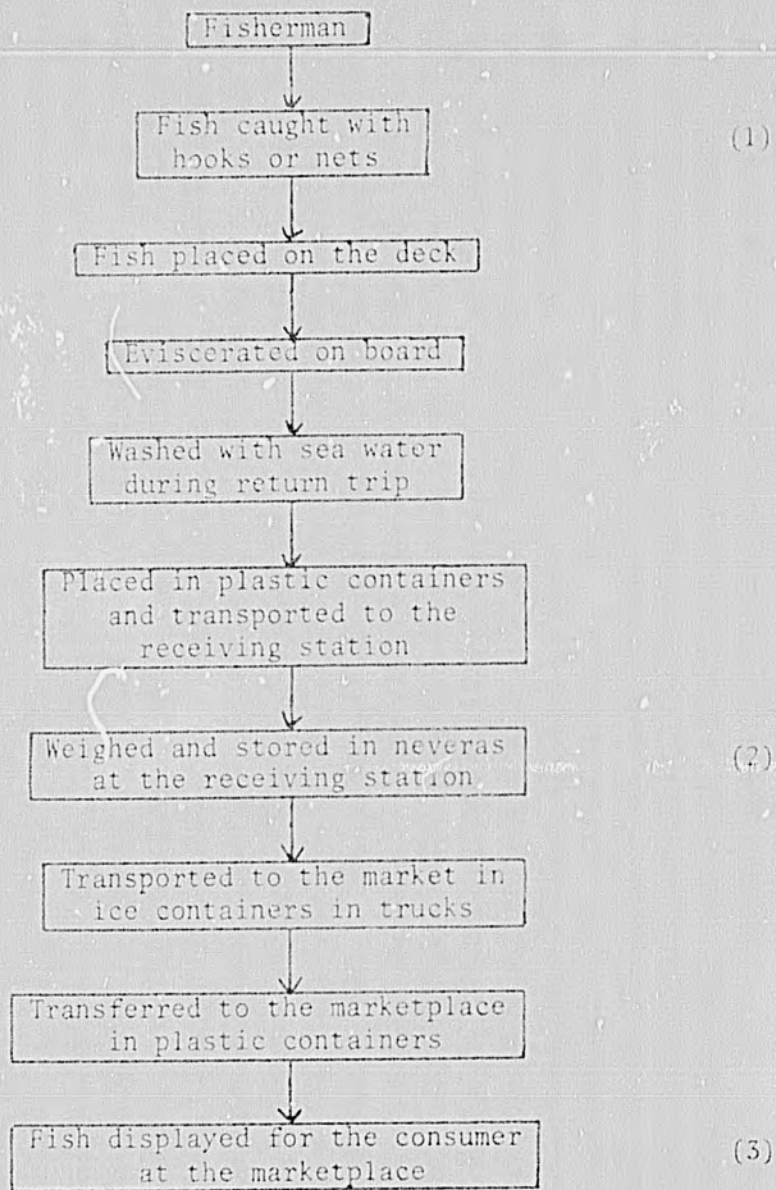 Fisherman
Fish caught with
hooks or nets
(1)
Fish placed on the deck
Eviscerated on board
Washed with sea water
during return trip
Placed in plastic containers
and transported to the
receiving station
Weighed and stored in neveras
at the receiving station
(2)
Transported to the market in
ice containers in trucks
Transferred to the marketplace
in plastic containers
Fish displayed for the consumer
at the marketplace
(3)